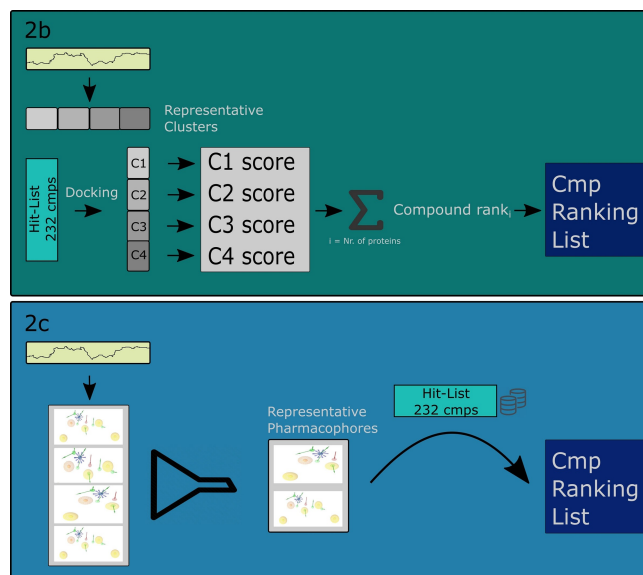 2b
Representative
Clusters
Hit-List
232 cmps
Docking
C1
C2
C3
C4
C1 score
C2 score
C3 score
C4 score
∑
i = Nr. of proteins
Compound rankᵢ
Cmp
Ranking
List
2c
Representative
Pharmacophores
Hit-List
232 cmps
Cmp
Ranking
List